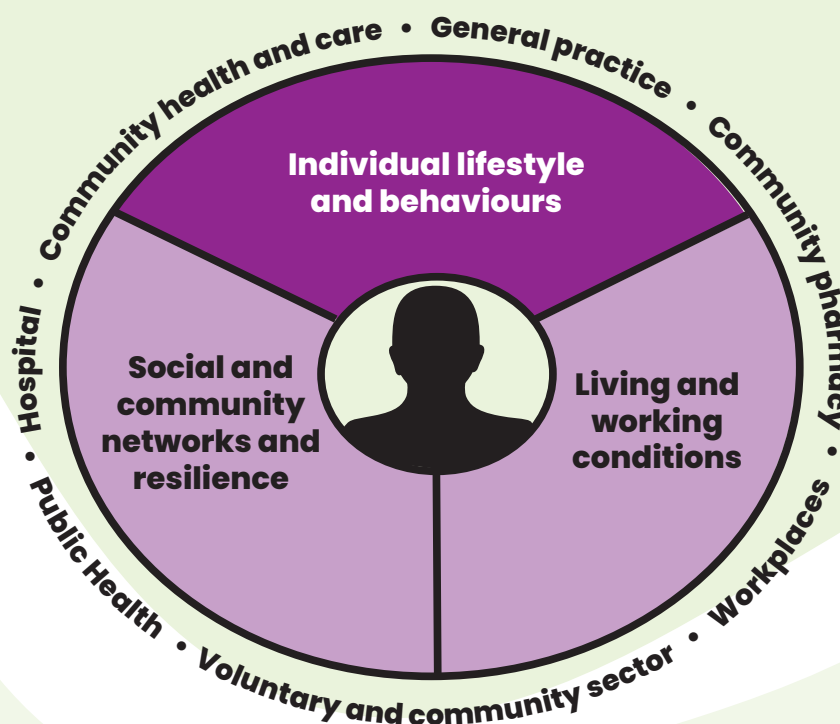 Community health and care • General practice • Community pharmacy • Workplaces • Voluntary and community sector • Public Health • Hospital •
Individual lifestyle
and behaviours
Social and
community
networks and
resilience
Living and
working
conditions